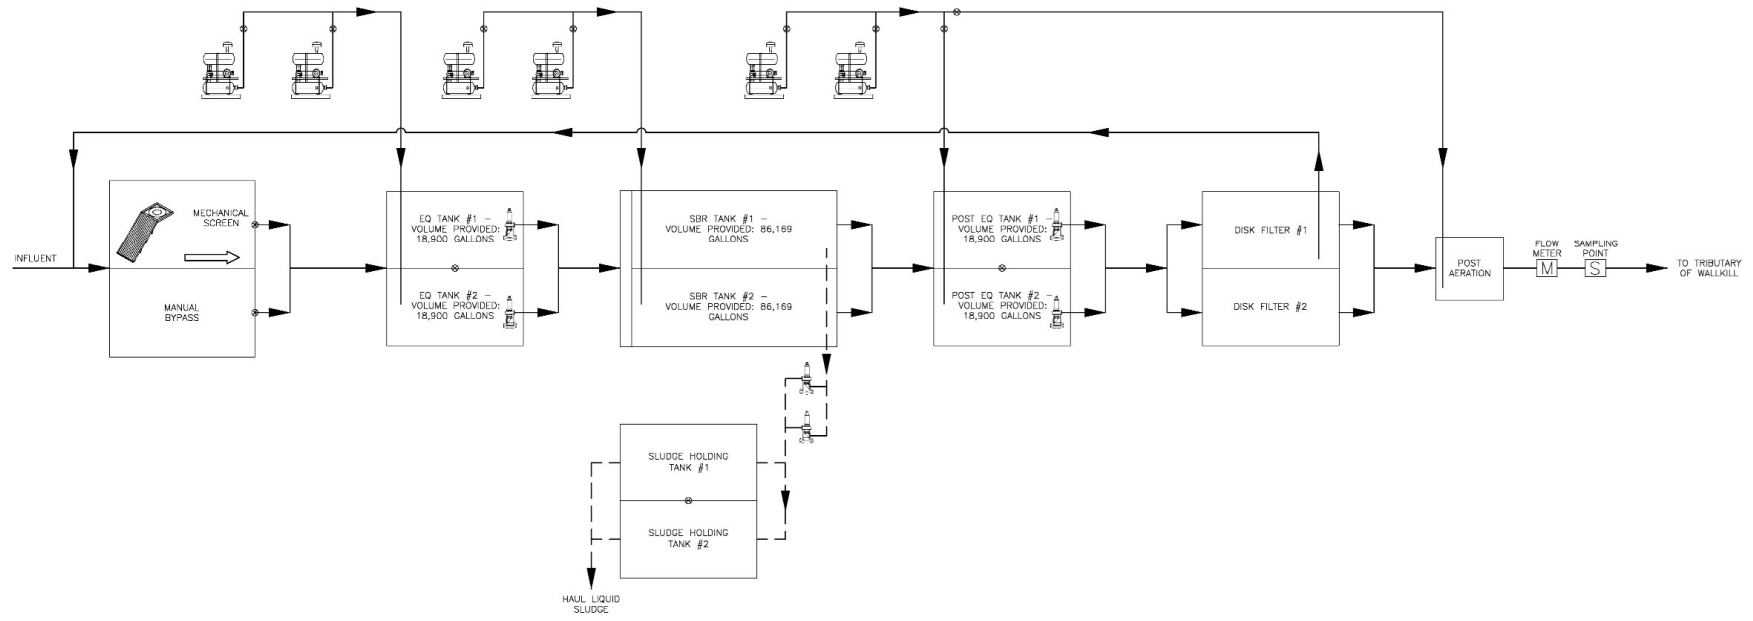 INFLUENT
MECHANICAL
SCREEN
MANUAL
BYPASS
EQ TANK #1 –
VOLUME PROVIDED:
18,900 GALLONS
EQ TANK #2 –
VOLUME PROVIDED:
18,900 GALLONS
SBR TANK #1 –
VOLUME PROVIDED: 86,169
GALLONS
SBR TANK #2 –
VOLUME PROVIDED: 86,169
GALLONS
POST EQ TANK #1 –
VOLUME PROVIDED:
18,900 GALLONS
POST EQ TANK #2 –
VOLUME PROVIDED:
18,900 GALLONS
DISK FILTER #1
DISK FILTER #2
POST
AERATION
FLOW
METER
M
SAMPLING
POINT
S
TO TRIBUTARY
OF WALLKILL
SLUDGE HOLDING
TANK #1
SLUDGE HOLDING
TANK #2
HAUL LIQUID
SLUDGE